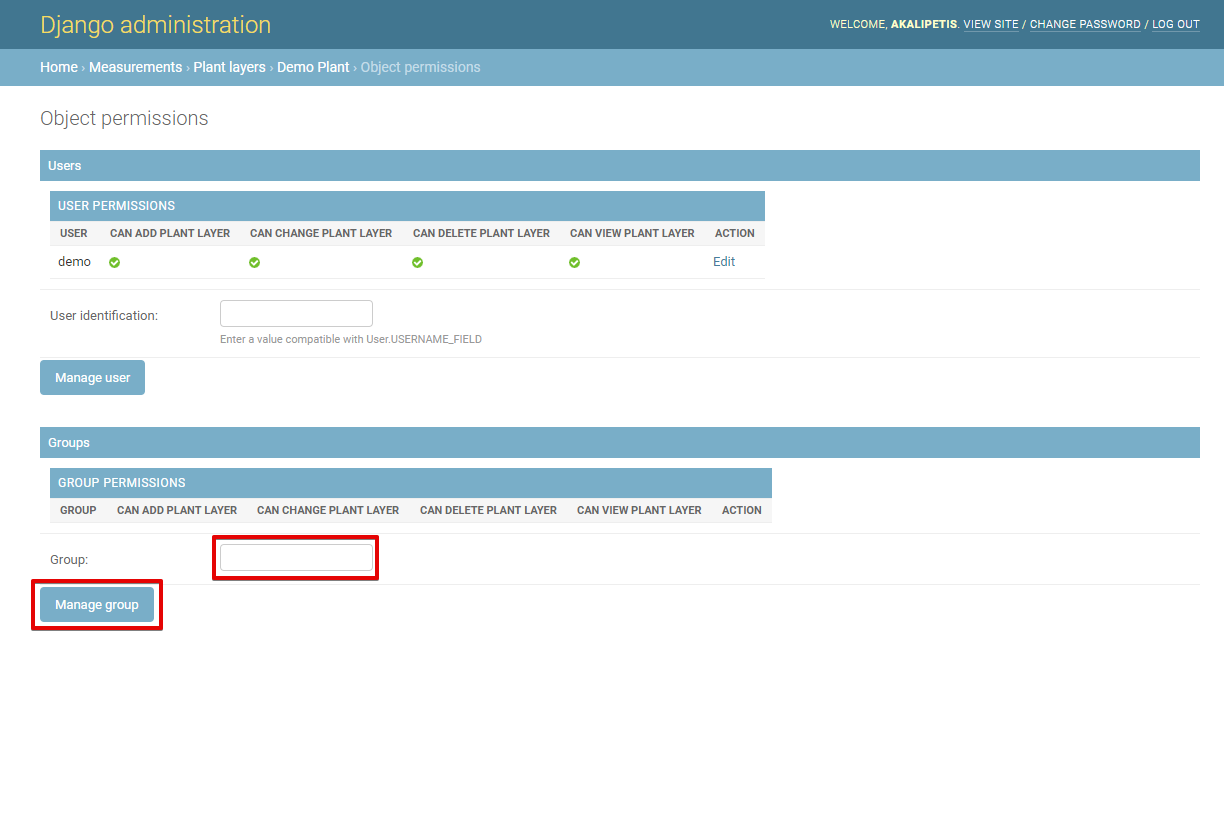 Django administration
WELCOME, AKALIPETIS. VIEW SITE / CHANGE PASSWORD / LOG OUT
Home › Measurements › Plant layers › Demo Plant › Object permissions
Object permissions
Users
USER PERMISSIONS
USER CAN ADD PLANT LAYER CAN CHANGE PLANT LAYER CAN DELETE PLANT LAYER CAN VIEW PLANT LAYER ACTION
demo Edit
User identification:
Enter a value compatible with User.USERNAME_FIELD
Manage user
Groups
GROUP PERMISSIONS
GROUP CAN ADD PLANT LAYER CAN CHANGE PLANT LAYER CAN DELETE PLANT LAYER CAN VIEW PLANT LAYER ACTION
Group:
Manage group